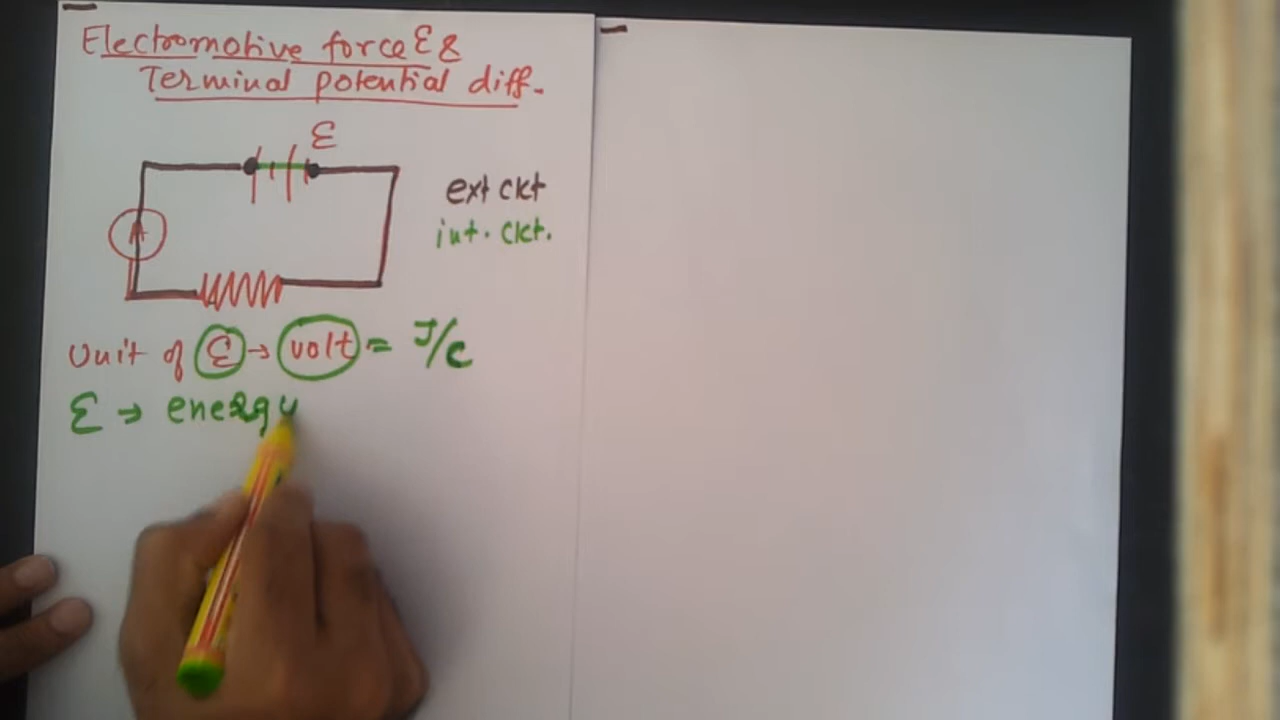 Electromotive force ε &
Terminal potential diff.
ε
ext ckt
int. ckt.
A
Unit of ε → volt = J/C
ε → energy